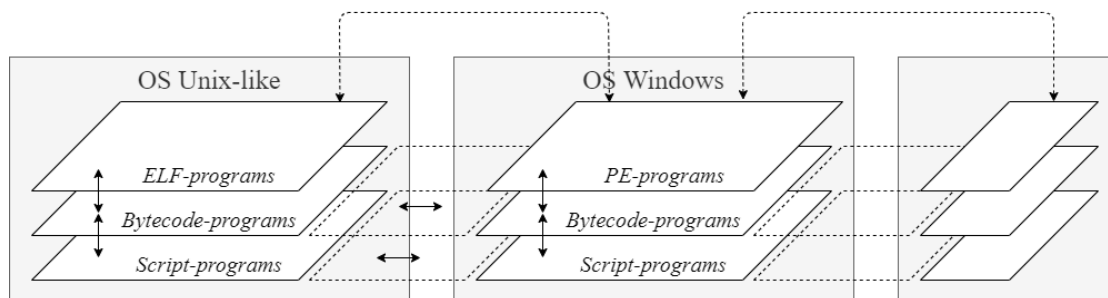 OS Unix-like
OS Windows
ELF-programs
PE-programs
Bytecode-programs
Bytecode-programs
Script-programs
Script-programs